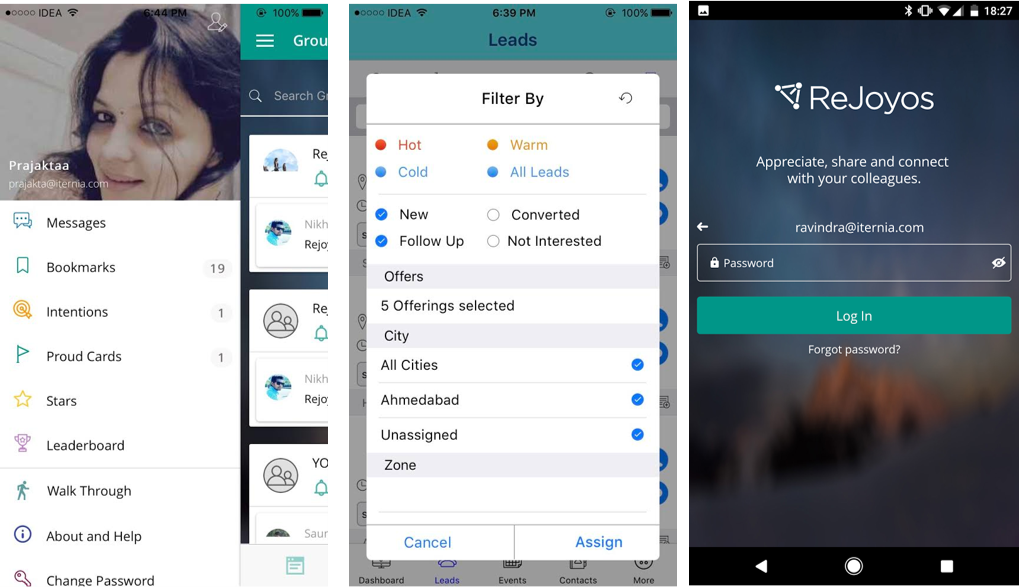 IDEA 6:44 PM 100%
Grou
Search Gr
Prajaktaa
prajakta@iternia.com
Messages
Bookmarks 19
Intentions 1
Proud Cards 1
Stars
Leaderboard
Walk Through
About and Help
Change Password
Re
Nikh
Rejo
Re
Nikh
Rejoy
YO
Saur
IDEA 6:39 PM 100%
Leads
Filter By
Hot Warm
Cold All Leads
New Converted
Follow Up Not Interested
Offers
5 Offerings selected
City
All Cities
Ahmedabad
Unassigned
Zone
Cancel Assign
Dashboard Leads Events Contacts More
18:27
ReJoyos
Appreciate, share and connect
with your colleagues.
ravindra@iternia.com
Password
Log In
Forgot password?